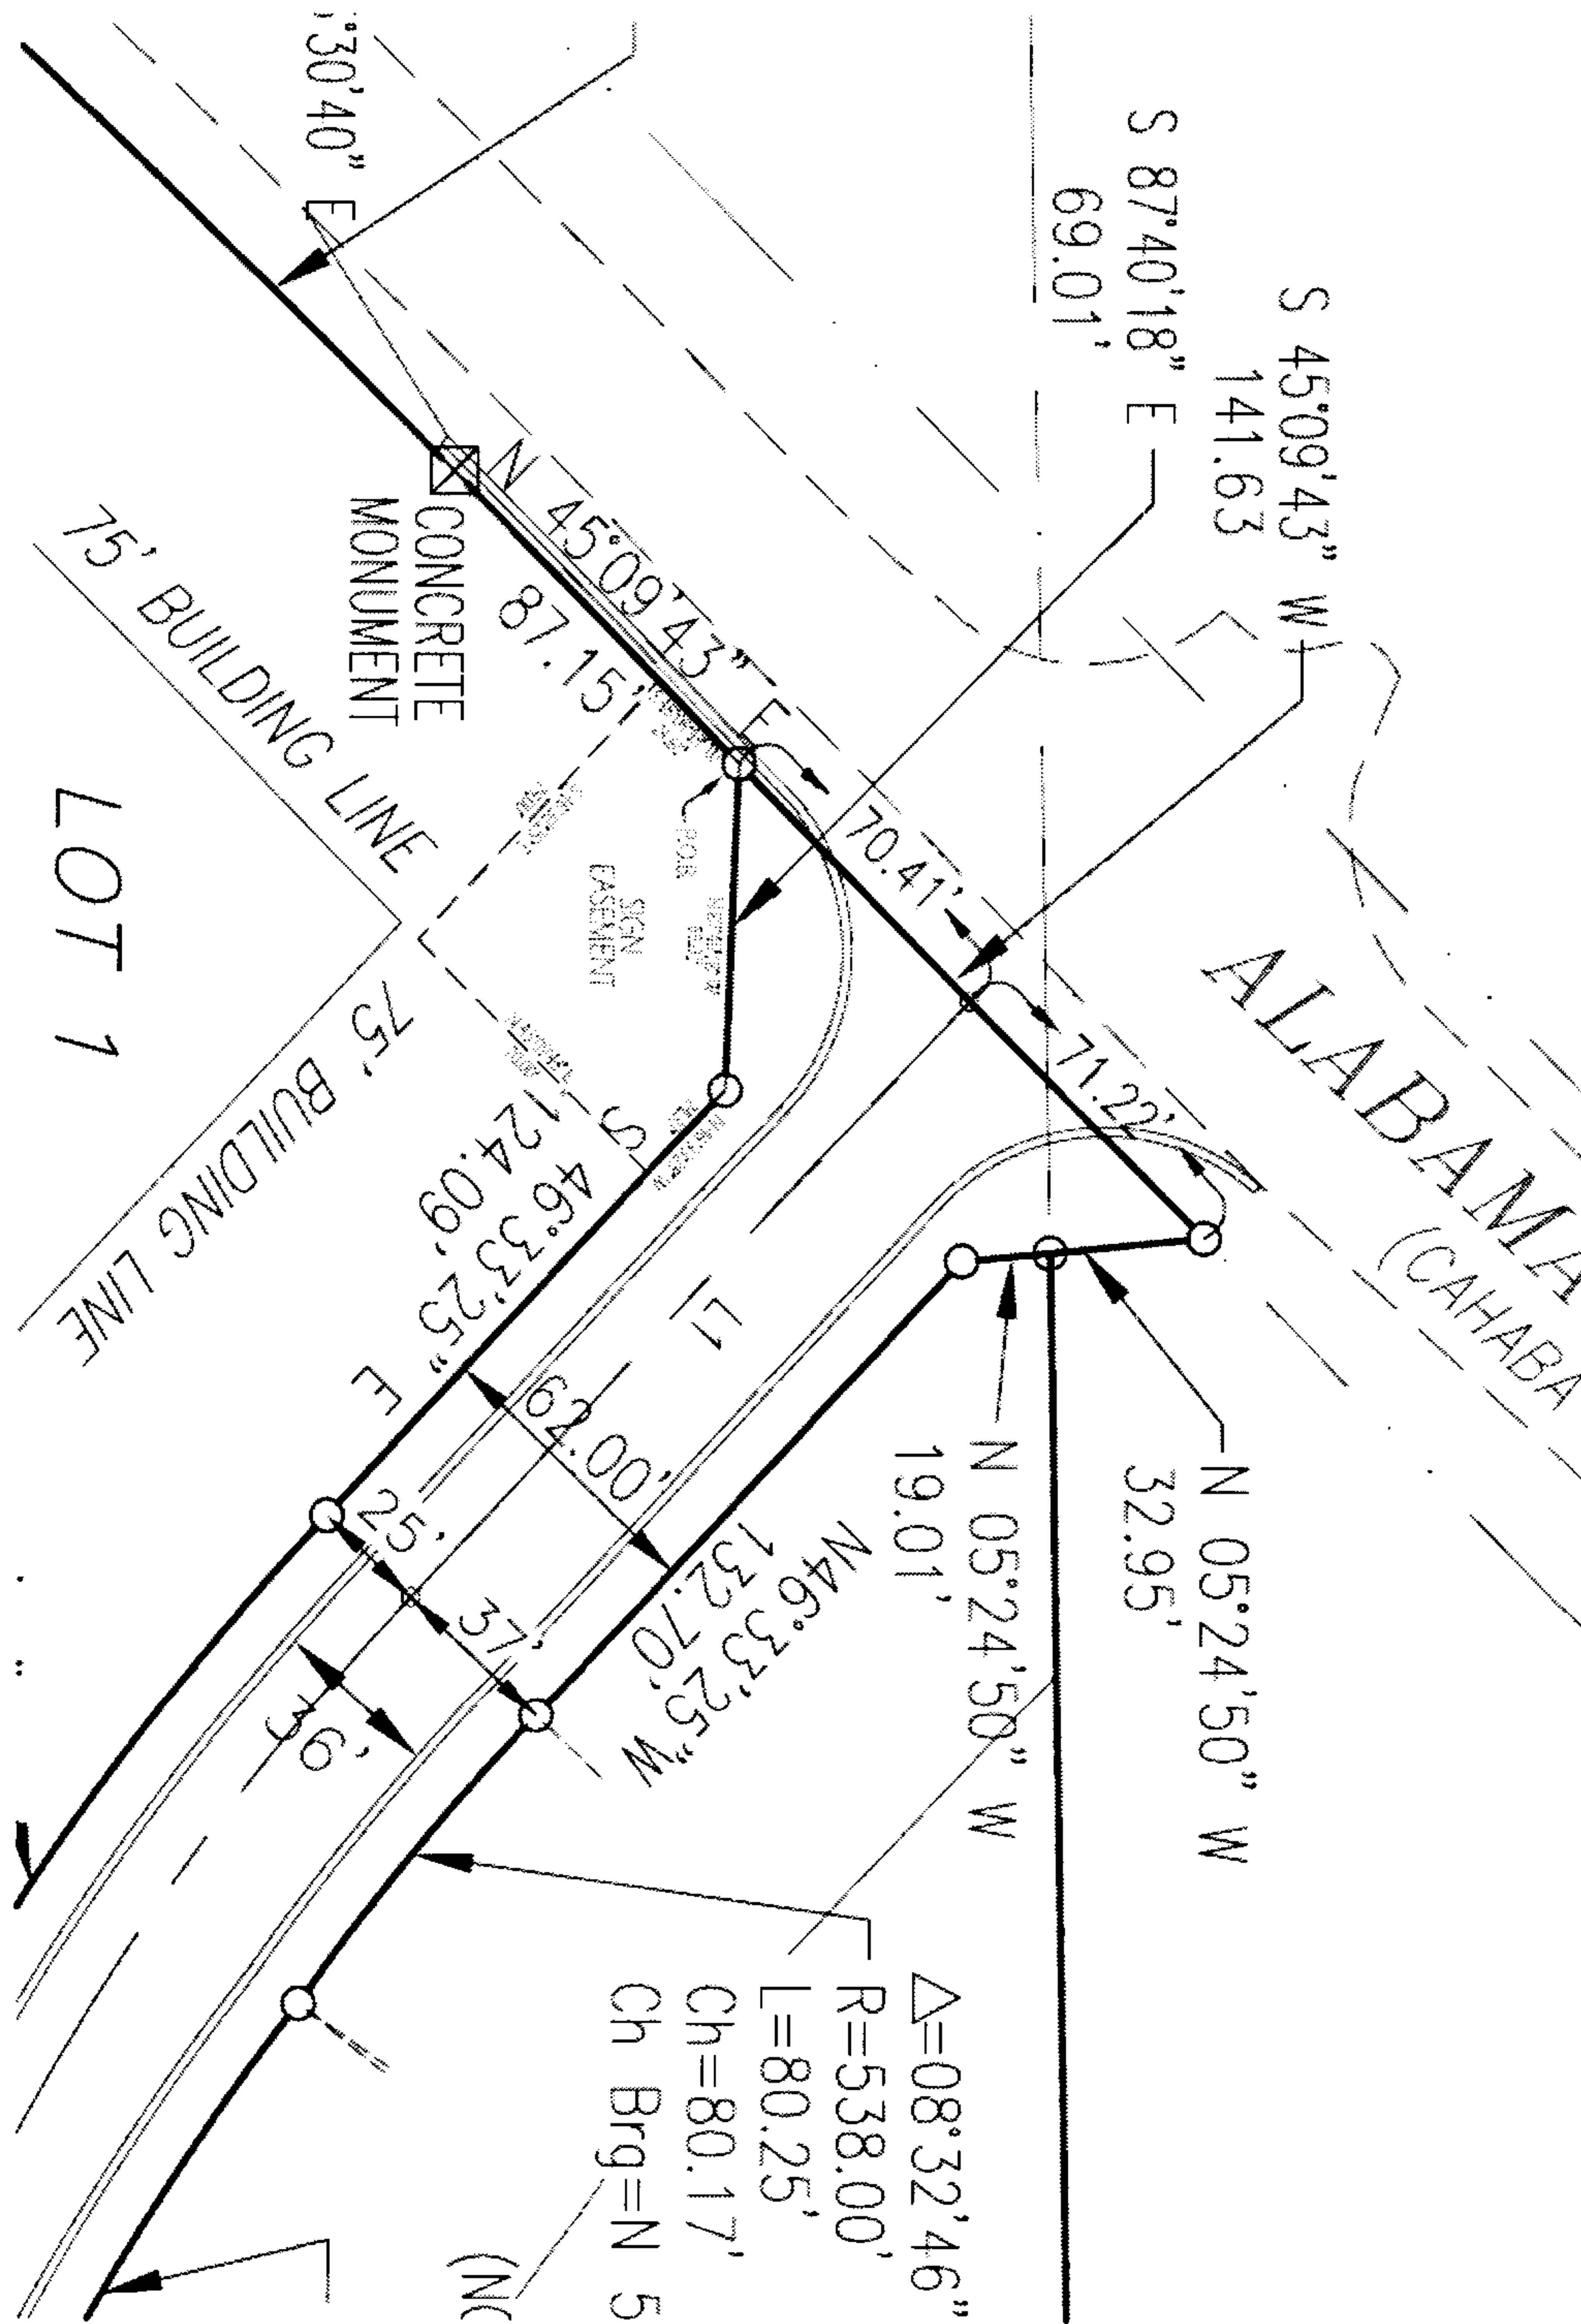 S 45°09'43" W
141.63
S 87°40'18" E
69.01'
°30'40" E
N 45°09'43" E
87.15'
CONCRETE
MONUMENT
75' BUILDING LINE
LOT 1
75' BUILDING LINE
P.O.B.
SIGN
EASEMENT
70.41'
71.22'
ALABAMA
(CAHABA
S 46°33'25" E
124.09'
L1
62.00'
25'
37'
36'
N46°33'25" W
132.70'
N 05°24'50" W
32.95'
N 05°24'50" W
19.01'
△=08°32'46"
R=538.00'
L=80.25'
Ch=80.17'
Ch Brg=N 5
(NO